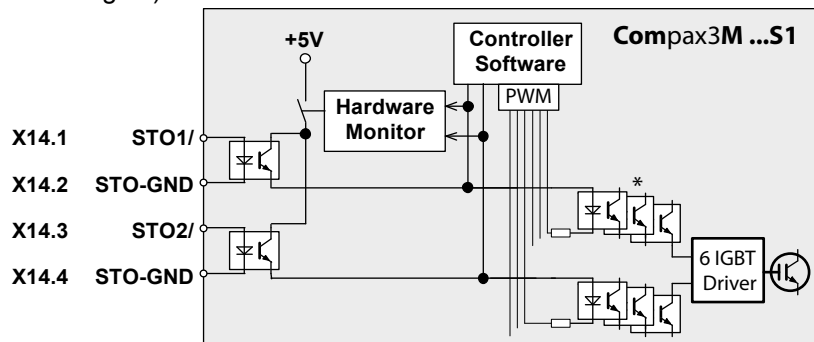 +5V
Controller
Software
Compax3M ...S1
PWM
Hardware
Monitor
X14.1 STO1/
X14.2 STO-GND
X14.3 STO2/
X14.4 STO-GND
*
6 IGBT
Driver